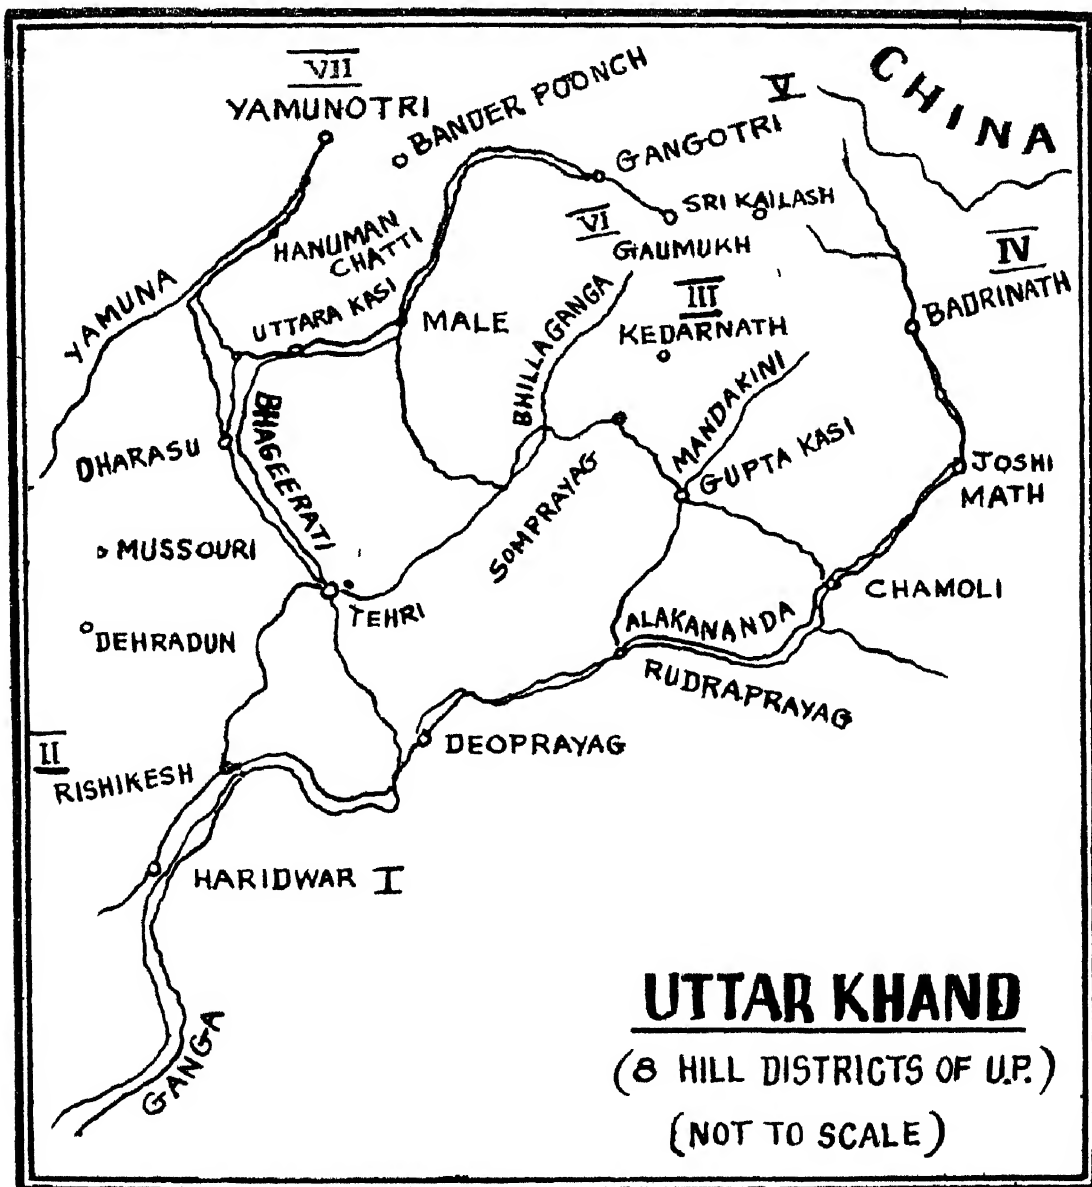 VII
YAMUNOTRI
BANDER POONCH
V
CHINA
GANGOTRI
SRI KAILASH
HANUMAN
CHATTI
VI
GAUMUKH
IV
BADRINATH
YAMUNA
UTTARA KASI
MALE
BHILLAGANGA
III
KEDARNATH
MANDAKINI
DHARASU
BHAGEERATI
GUPTA KASI
JOSHI
MATH
SOMPRAYAG
MUSSOURI
TEHRI
CHAMOLI
DEHRADUN
ALAKANANDA
RUDRAPRAYAG
II
RISHIKESH
DEOPRAYAG
HARIDWAR I
GANGA
UTTAR KHAND
(8 HILL DISTRICTS OF U.P.)
(NOT TO SCALE)